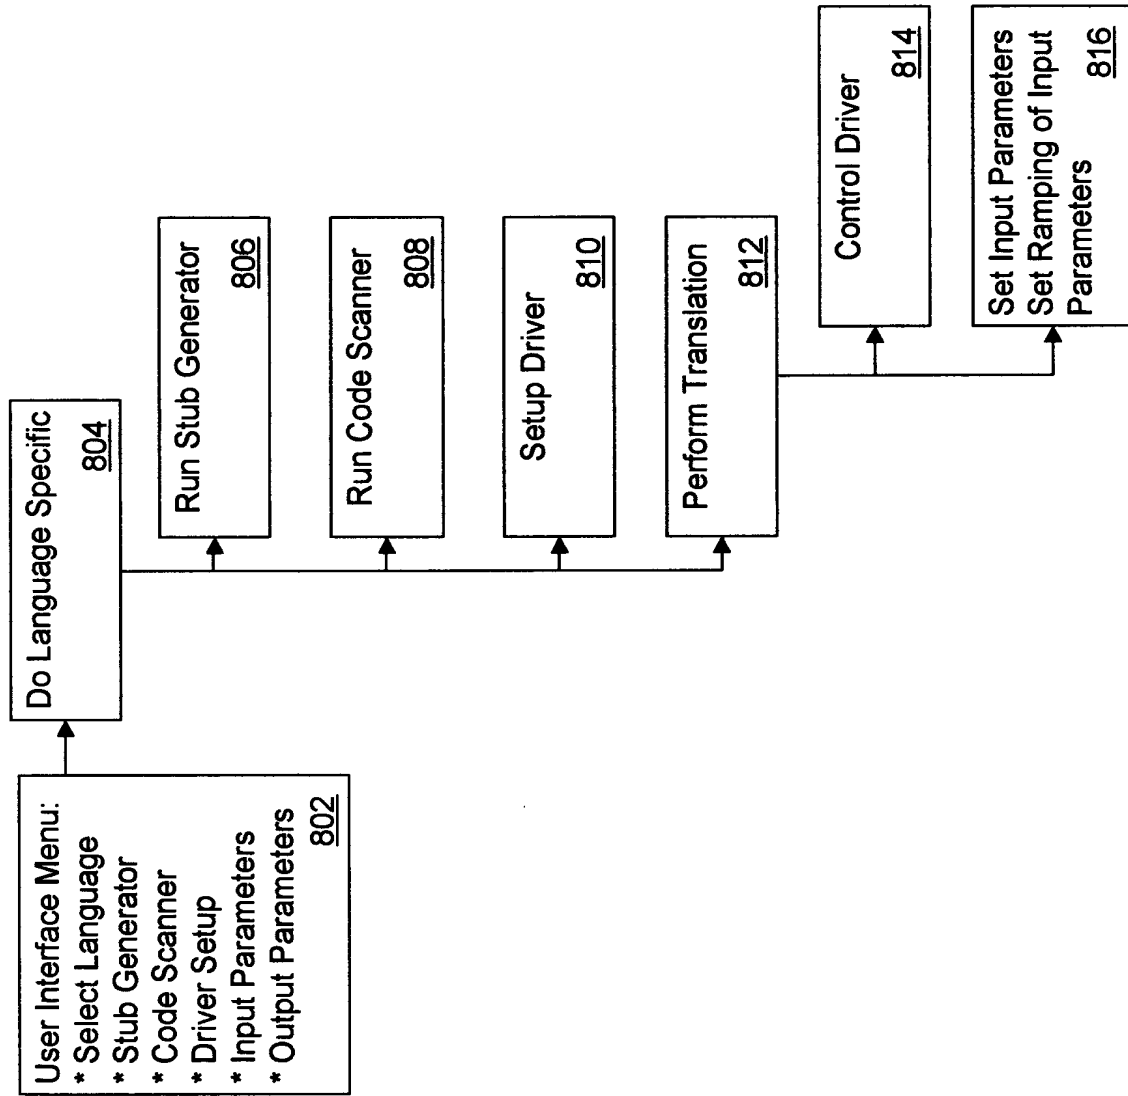 User Interface Menu:
* Select Language
* Stub Generator
* Code Scanner
* Driver Setup
* Input Parameters
* Output Parameters
802
Do Language Specific
804
Run Stub Generator
806
Run Code Scanner
808
Setup Driver
810
Perform Translation
812
Control Driver
814
Set Input Parameters
Set Ramping of Input
Parameters
816